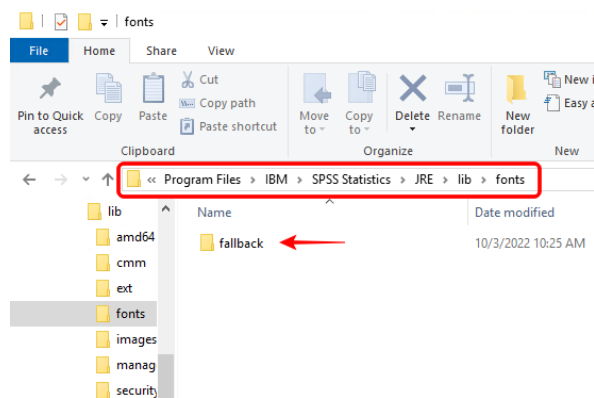 fonts
File Home Share View
Pin to Quick access
Copy
Paste
Cut
Copy path
Paste shortcut
Move to
Copy to
Delete
Rename
New folder
New i
Easy a
Clipboard Organize New
« Program Files > IBM > SPSS Statistics > JRE > lib > fonts
lib
amd64
cmm
ext
fonts
images
manag
security
Name Date modified
fallback 10/3/2022 10:25 AM